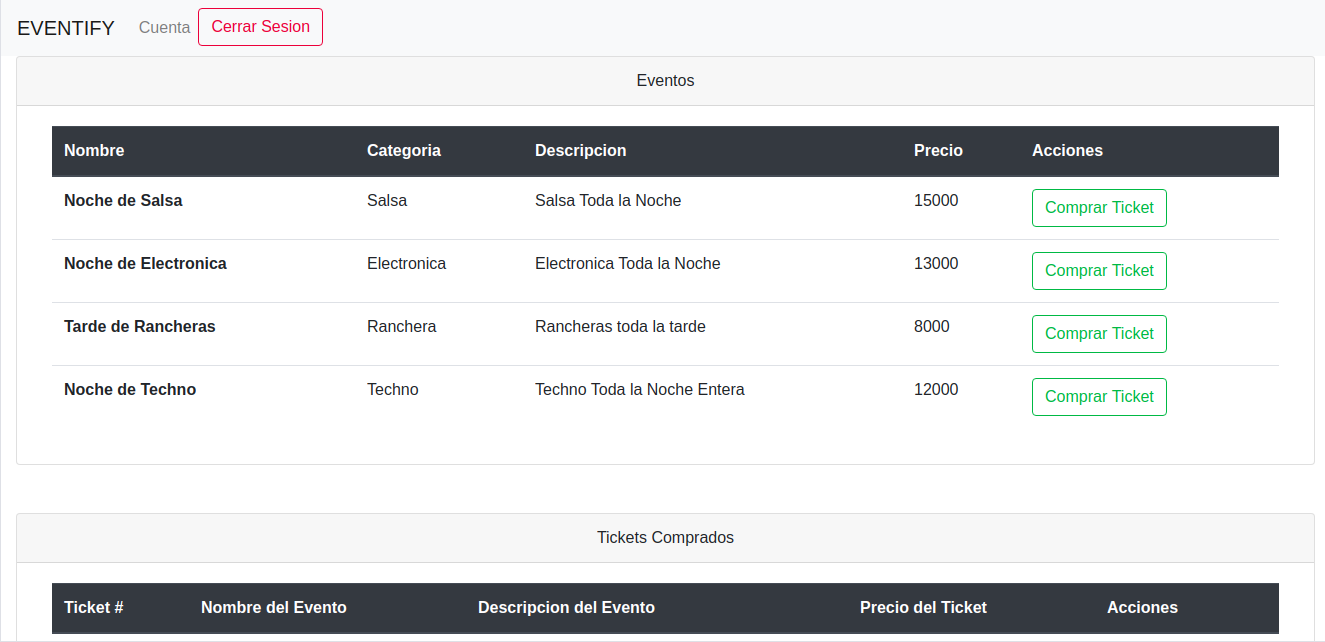 EVENTIFY Cuenta Cerrar Sesion
Eventos
Nombre Categoria Descripcion Precio Acciones
Noche de Salsa Salsa Salsa Toda la Noche 15000 Comprar Ticket
Noche de Electronica Electronica Electronica Toda la Noche 13000 Comprar Ticket
Tarde de Rancheras Ranchera Rancheras toda la tarde 8000 Comprar Ticket
Noche de Techno Techno Techno Toda la Noche Entera 12000 Comprar Ticket
Tickets Comprados
Ticket # Nombre del Evento Descripcion del Evento Precio del Ticket Acciones